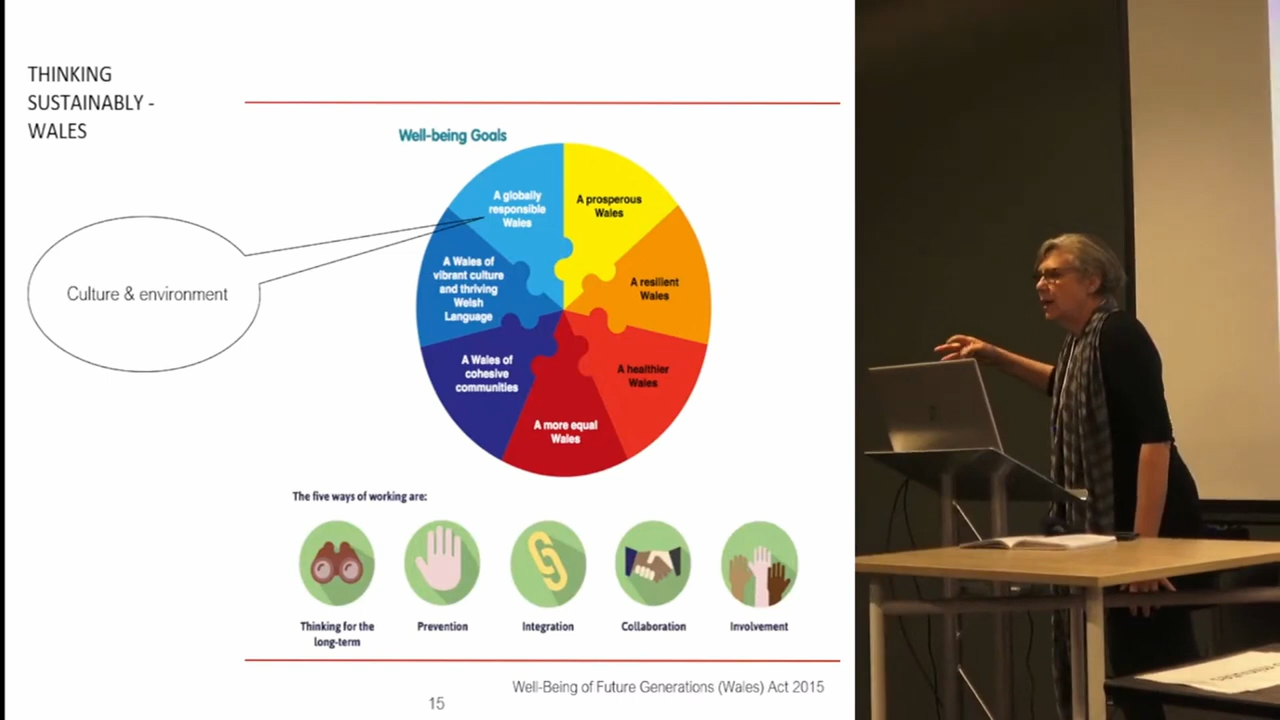 THINKING
SUSTAINABLY -
WALES
Well-being Goals
A globally
responsible
Wales
A prosperous
Wales
A Wales of
vibrant culture
and thriving
Welsh
Language
A resilient
Wales
Culture & environment
A Wales of
cohesive
communities
A healthier
Wales
A more equal
Wales
The five ways of working are:
Thinking for the
long-term
Prevention
Integration
Collaboration
Involvement
Well-Being of Future Generations (Wales) Act 2015
15